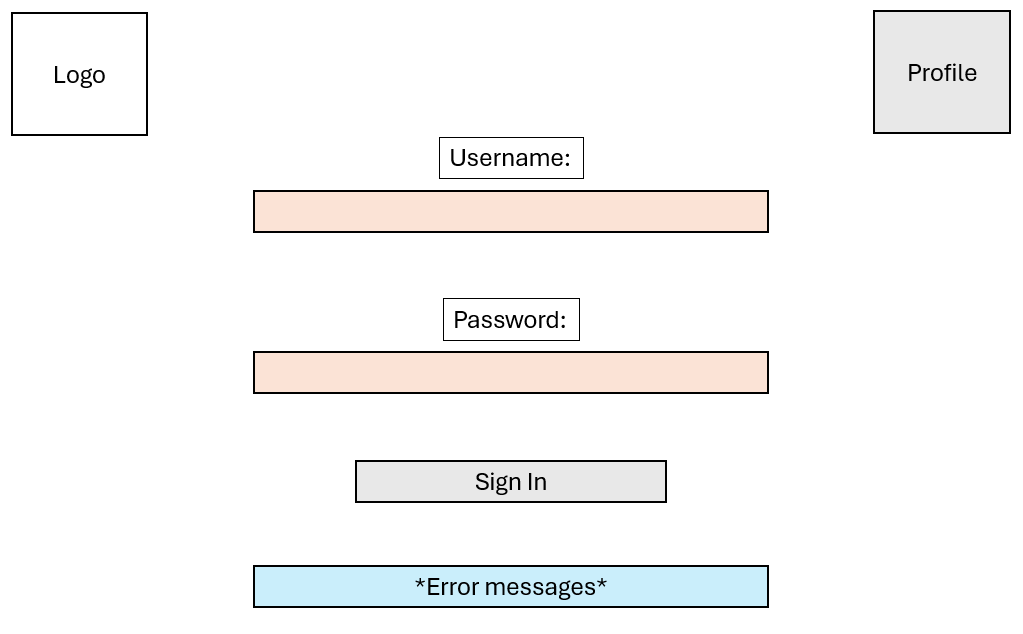 Logo
Profile
Username:
Password:
Sign In
*Error messages*